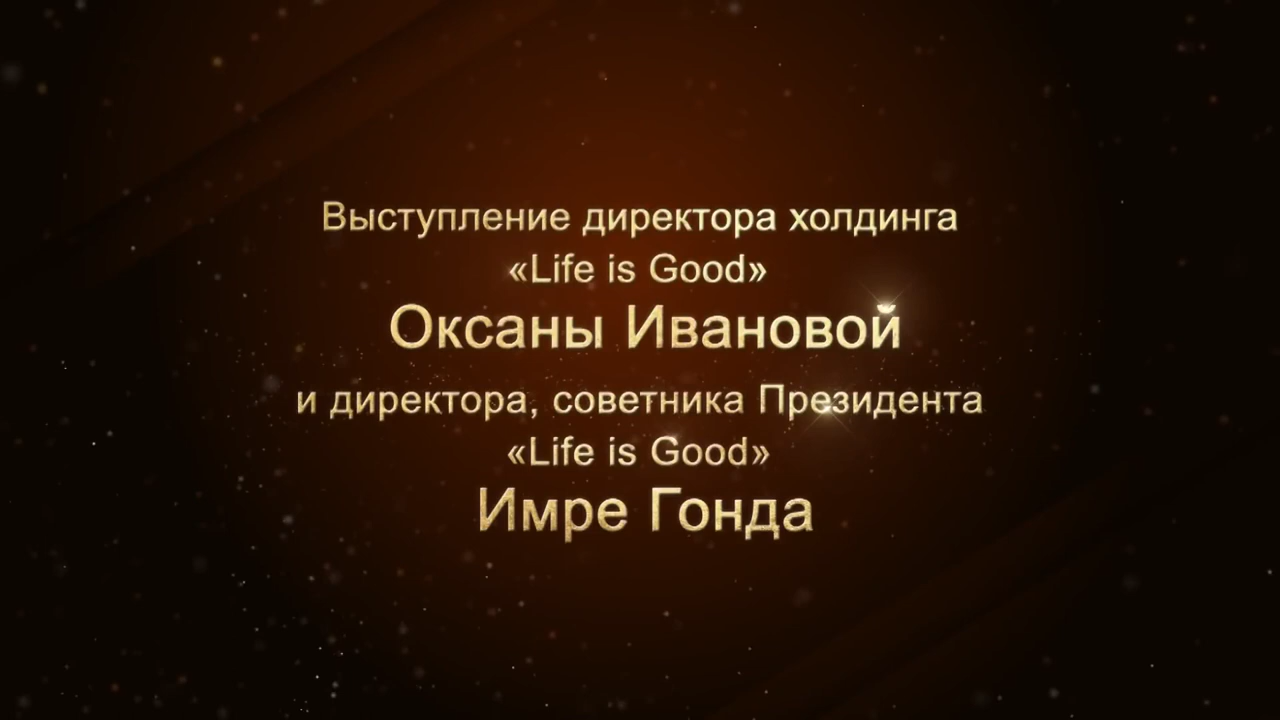 Выступление директора холдинга
«Life is Good»
Оксаны Ивановой
и директора, советника Президента
«Life is Good»
Имре Гонда